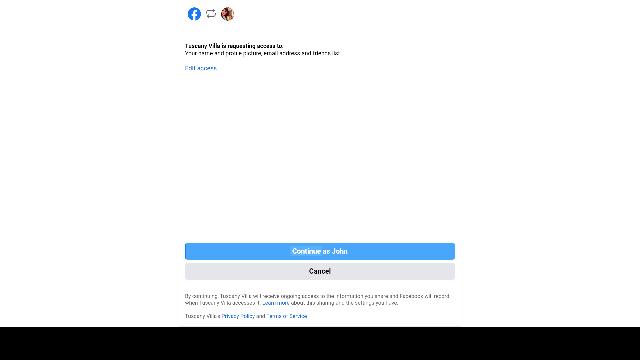 Tuscany Villa is requesting access to:
Your name and profile picture, email address and friends list.
Edit access
Continue as John
Cancel
By continuing, Tuscany Villa will receive ongoing access to the information you share and Facebook will record
when Tuscany Villa accesses it. Learn more about this sharing and the settings you have.
Tuscany Villa's Privacy Policy and Terms of Service